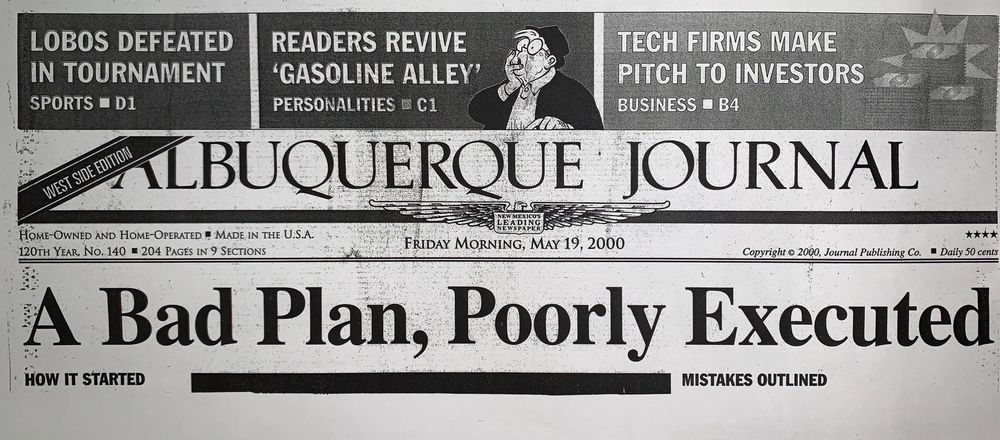 LOBOS DEFEATED
IN TOURNAMENT
SPORTS ■ D1
READERS REVIVE
'GASOLINE ALLEY'
PERSONALITIES ■ C1
TECH FIRMS MAKE
PITCH TO INVESTORS
BUSINESS ■ B4
WEST SIDE EDITION
ALBUQUERQUE JOURNAL
NEW MEXICO'S
LEADING
NEWSPAPER
HOME-OWNED AND HOME-OPERATED ■ MADE IN THE U.S.A.
120TH YEAR, NO. 140 ■ 204 PAGES IN 9 SECTIONS
FRIDAY MORNING, MAY 19, 2000
★★★★
Copyright © 2000, Journal Publishing Co. ■ Daily 50 cents
A Bad Plan, Poorly Executed
HOW IT STARTED
MISTAKES OUTLINED